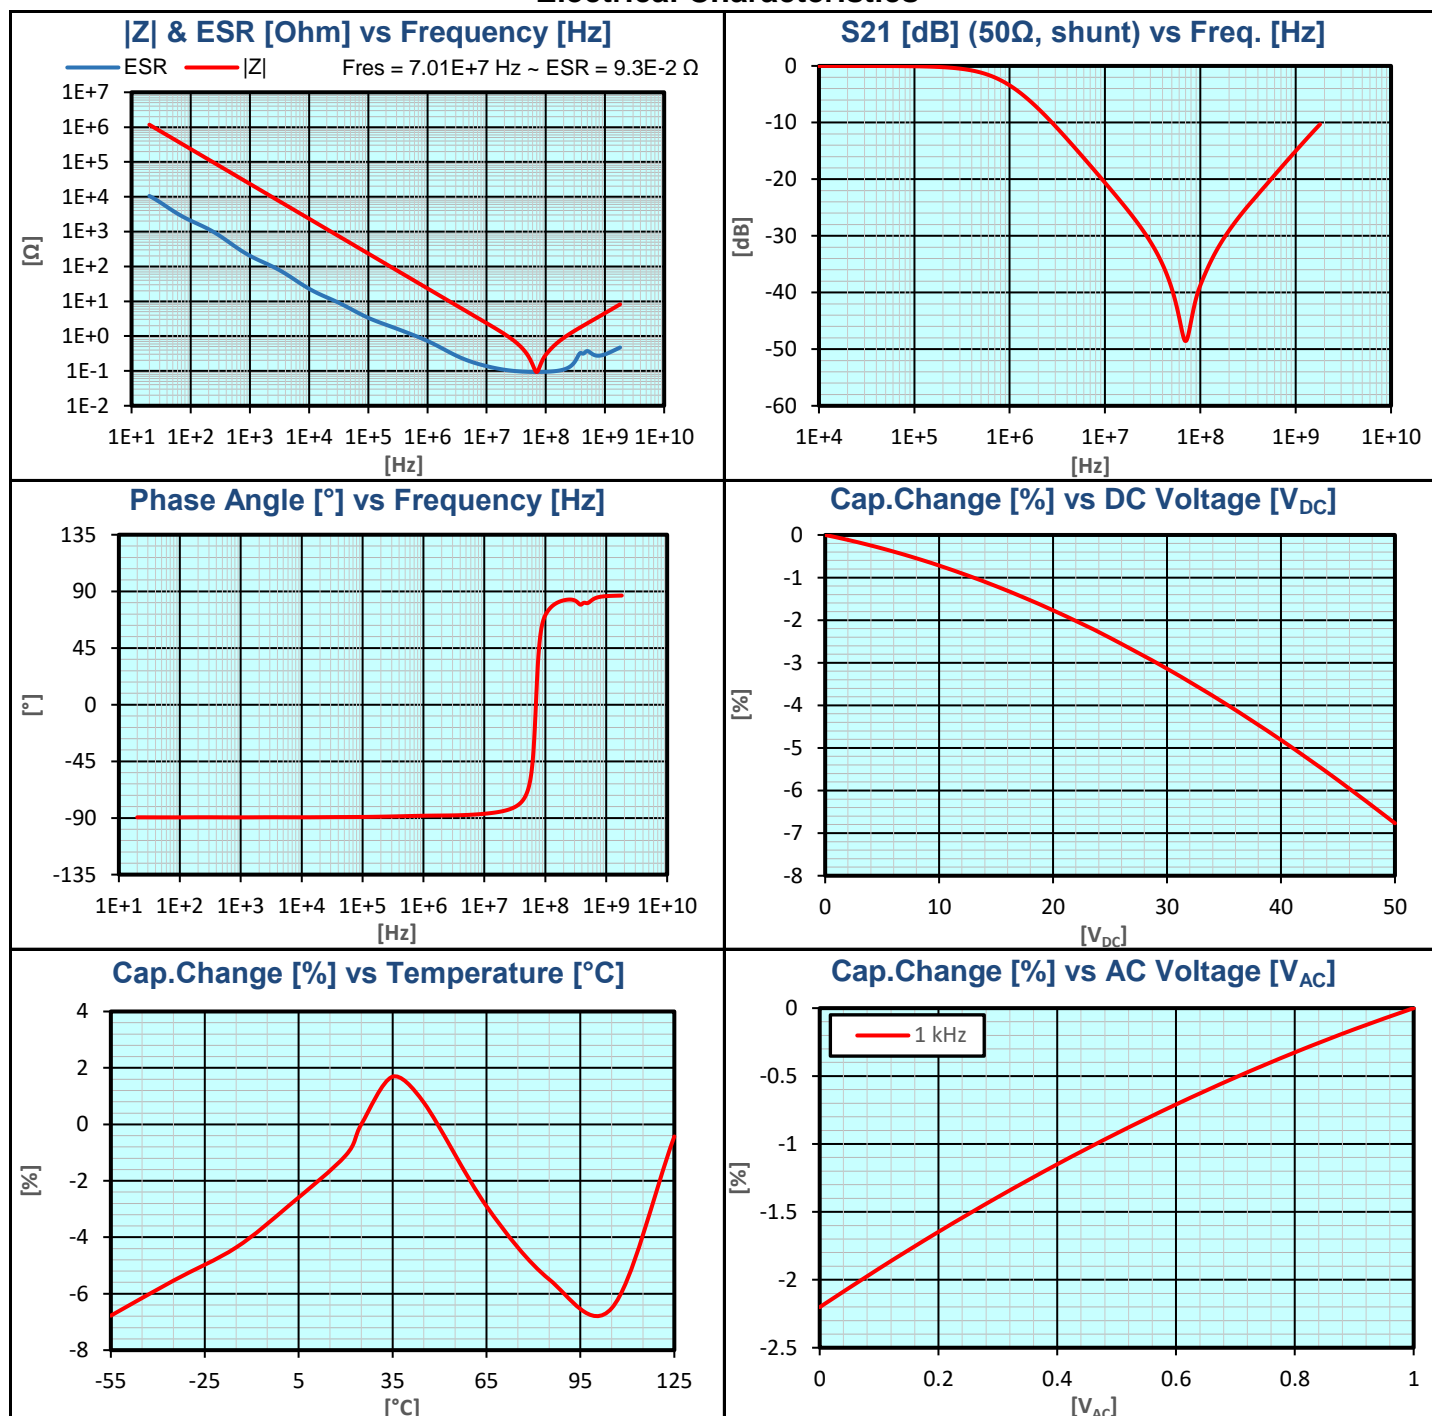 Electrical Characteristics
|Z| & ESR [Ohm] vs Frequency [Hz]
ESR |Z| Fres = 7.01E+7 Hz ~ ESR = 9.3E-2 Ω
1E+7
1E+6
1E+5
1E+4
1E+3
1E+2
1E+1
1E+0
1E-1
1E-2
[Ω]
1E+1 1E+2 1E+3 1E+4 1E+5 1E+6 1E+7 1E+8 1E+9 1E+10
[Hz]
S21 [dB] (50Ω, shunt) vs Freq. [Hz]
0
-10
-20
-30
-40
-50
-60
[dB]
1E+4 1E+5 1E+6 1E+7 1E+8 1E+9 1E+10
[Hz]
Phase Angle [°] vs Frequency [Hz]
135
90
45
0
-45
-90
-135
[°]
1E+1 1E+2 1E+3 1E+4 1E+5 1E+6 1E+7 1E+8 1E+9 1E+10
[Hz]
Cap.Change [%] vs DC Voltage [VDC]
0
-1
-2
-3
-4
-5
-6
-7
-8
[%]
0 10 20 30 40 50
[VDC]
Cap.Change [%] vs Temperature [°C]
4
2
0
-2
-4
-6
-8
[%]
-55 -25 5 35 65 95 125
[°C]
Cap.Change [%] vs AC Voltage [VAC]
1 kHz
0
-0.5
-1
-1.5
-2
-2.5
[%]
0 0.2 0.4 0.6 0.8 1
[VAC]